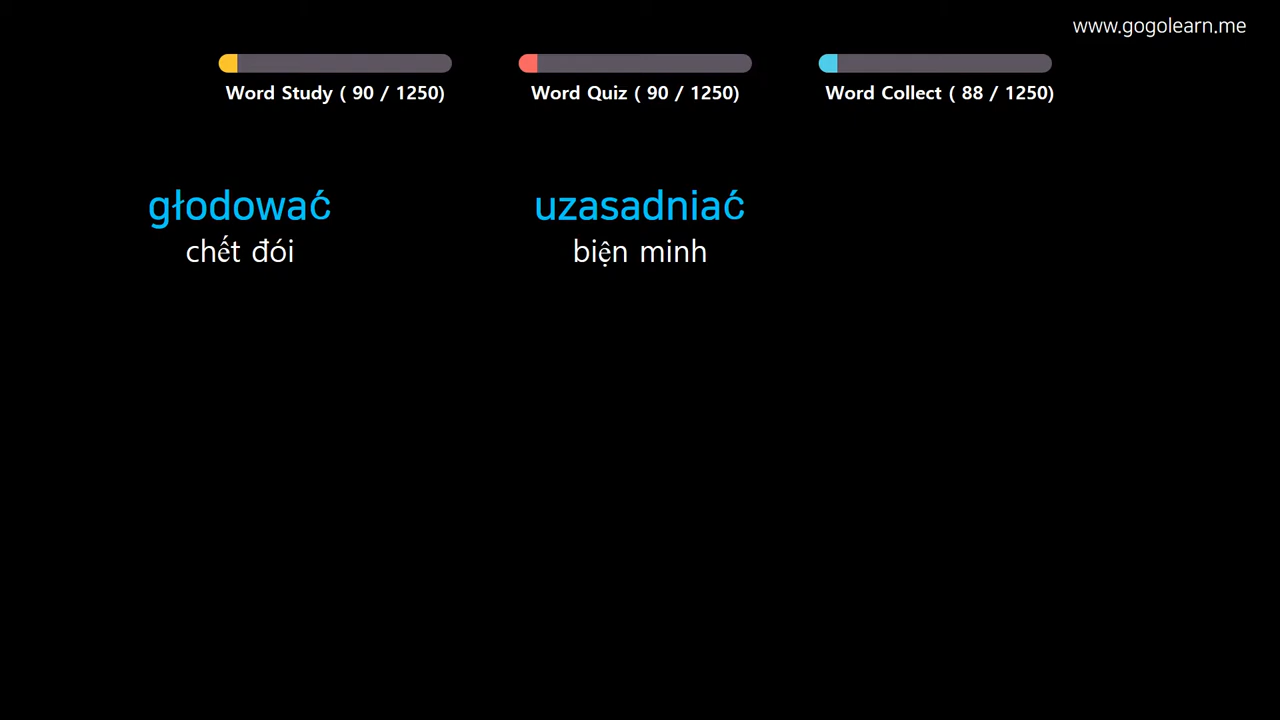 www.gogolearn.me
Word Study ( 90 / 1250)
Word Quiz ( 90 / 1250)
Word Collect ( 88 / 1250)
głodować
chết đói
uzasadniać
biện minh